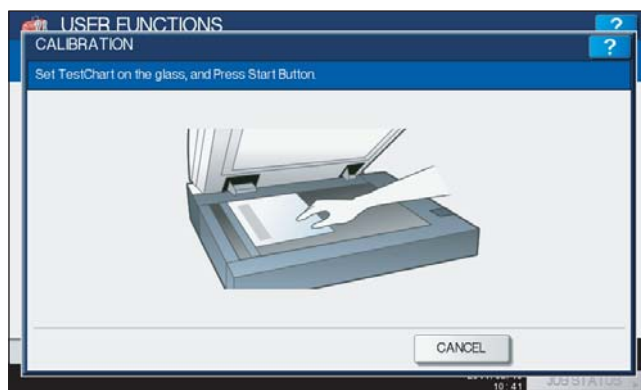 USER FUNCTIONS
?
CALIBRATION
?
Set TestChart on the glass, and Press Start Button.
CANCEL
10:41
JOB STATUS